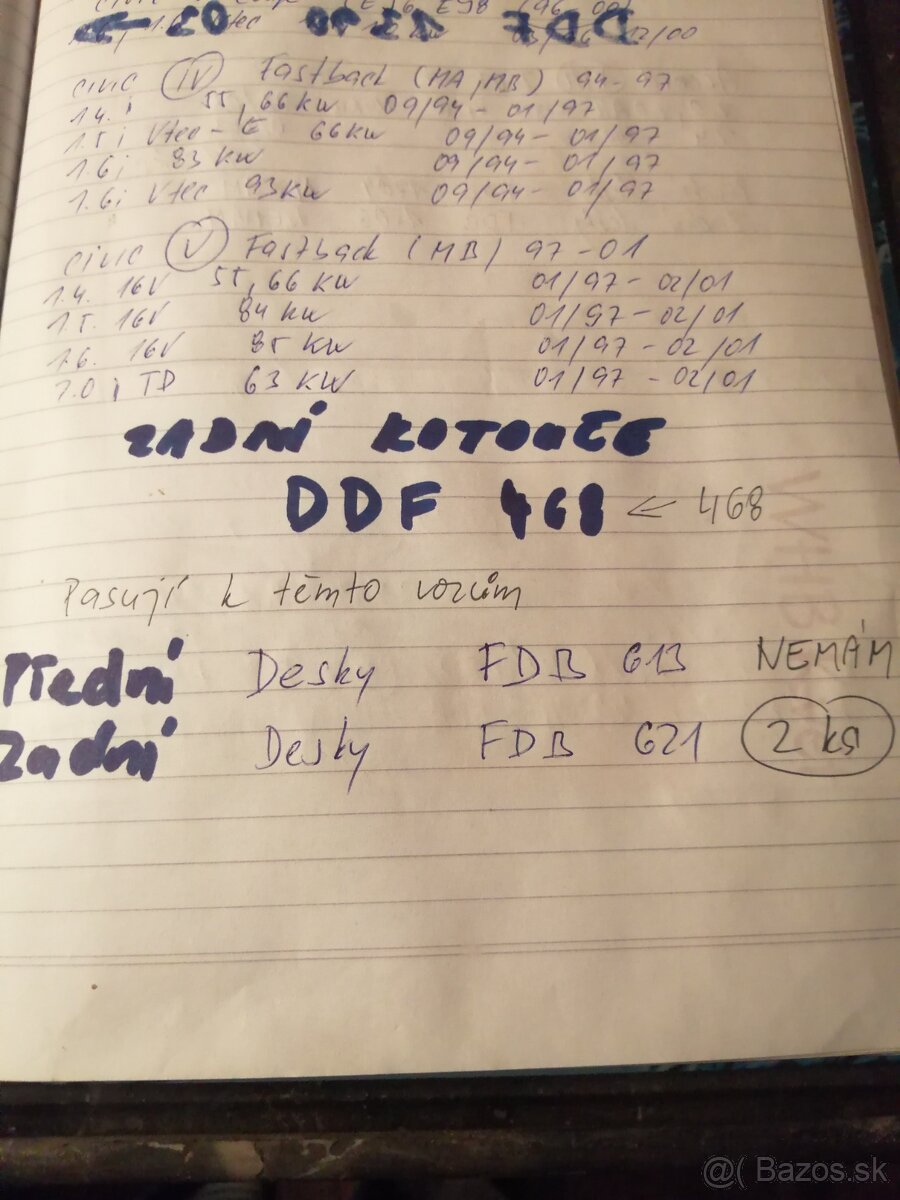 civic IV Fastback (MA, MB) 94-97
1.4. i 55, 66 kW 09/94 - 01/97
1.5 i Vtec-E 66 kW 09/94 - 01/97
1.6 i 83 kW 09/94 - 01/97
1.6 i Vtec 93 kW 09/94 - 01/97
civic V Fastback (MB) 97-01
1.4. 16V 55, 66 kW 01/97 - 02/01
1.5. 16V 84 kW 01/97 - 02/01
1.6. 16V 85 kW 01/97 - 02/01
i TD 63 KW 01/97 - 02/01
ZADNÍ KOTOUČE
DDF 468 ← 468
Pasují k těmto vozům
Přední Desky FDB 613 NEMÁM
Zadní Desky FDB 621 2 ks
@( Bazos.sk